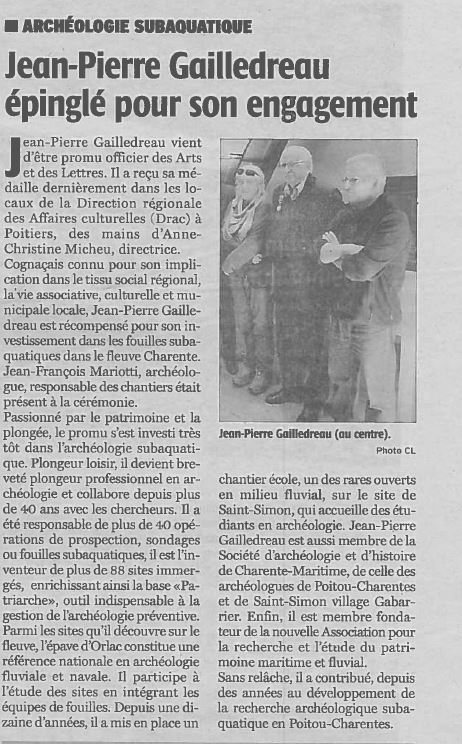 ■ ARCHÉOLOGIE SUBAQUATIQUE
Jean-Pierre Gailledreau
épinglé pour son engagement
Jean-Pierre Gailledreau vient
d'être promu officier des Arts
et des Lettres. Il a reçu sa mé-
daille dernièrement dans les lo-
caux de la Direction régionale
des Affaires culturelles (Drac) à
Poitiers, des mains d'Anne-
Christine Micheu, directrice.
Cognaçais connu pour son impli-
cation dans le tissu social régional,
la vie associative, culturelle et mu-
nicipale locale, Jean-Pierre Gaille-
dreau est récompensé pour son in-
vestissement dans les fouilles suba-
quatiques dans le fleuve Charente.
Jean-François Mariotti, archéolo-
gue, responsable des chantiers était
présent à la cérémonie.
Passionné par le patrimoine et la
plongée, le promu s'est investi très
tôt dans l'archéologie subaquati-
que. Plongeur loisir, il devient bre-
veté plongeur professionnel en ar-
chéologie et collabore depuis plus
de 40 ans avec les chercheurs. Il a
été responsable de plus de 40 opé-
rations de prospection, sondages
ou fouilles subaquatiques, il est l'in-
venteur de plus de 88 sites immer-
gés, enrichissant ainsi la base «Pa-
triarche», outil indispensable à la
gestion de l'archéologie préventive.
Parmi les sites qu'il découvre sur le
fleuve, l'épave d'Orlac constitue une
référence nationale en archéologie
fluviale et navale. Il participe à
l'étude des sites en intégrant les
équipes de fouilles. Depuis une di-
zaine d'années, il a mis en place un
Jean-Pierre Gailledreau (au centre).
Photo CL
chantier école, un des rares ouverts
en milieu fluvial, sur le site de
Saint-Simon, qui accueille des étu-
diants en archéologie. Jean-Pierre
Gailledreau est aussi membre de la
Société d'archéologie et d'histoire
de Charente-Maritime, de celle des
archéologues de Poitou-Charentes
et de Saint-Simon village Gabar-
rier. Enfin, il est membre fonda-
teur de la nouvelle Association pour
la recherche et l'étude du patri-
moine maritime et fluvial.
Sans relâche, il a contribué, depuis
des années au développement de
la recherche archéologique suba-
quatique en Poitou-Charentes.